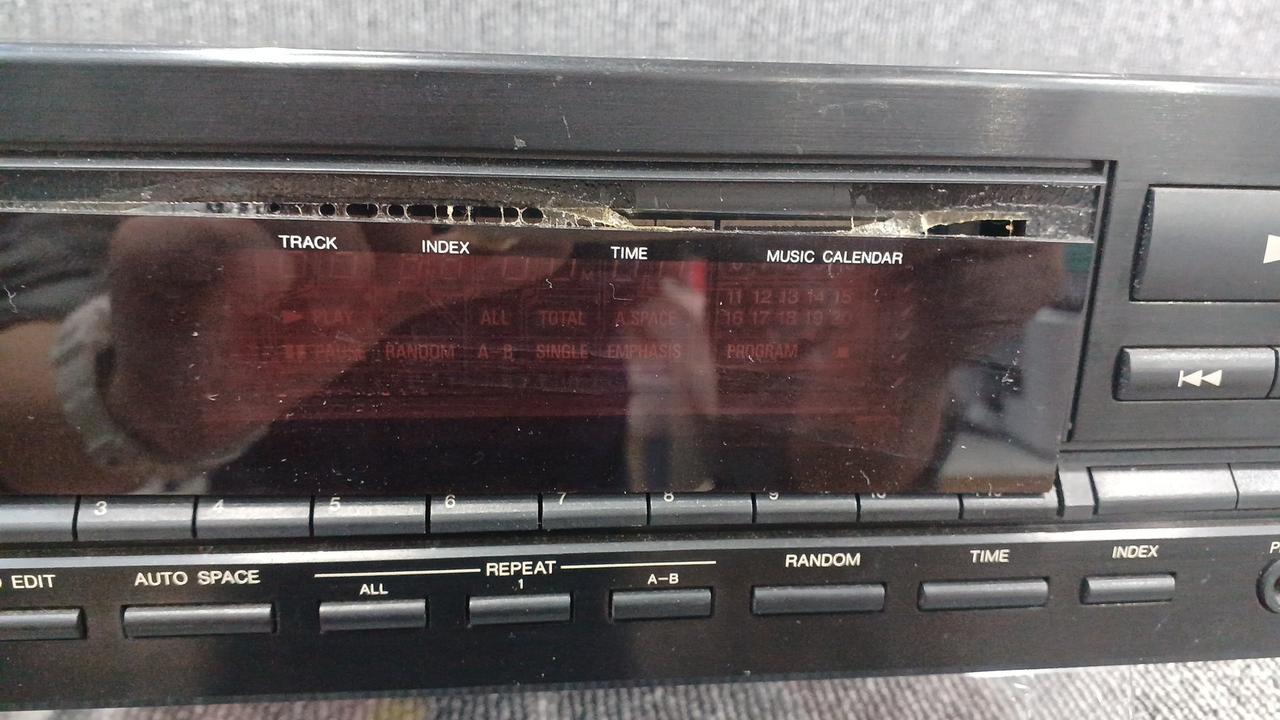 TRACK INDEX TIME MUSIC CALENDAR
11 12 13 14 15
PLAY ALL TOTAL A.SPACE 16 17 18 19 20
PAUSE RANDOM A-B SINGLE EMPHASIS PROGRAM
3 4 5 6 7 8 9 10
EDIT AUTO SPACE REPEAT RANDOM TIME INDEX
ALL 1 A-B